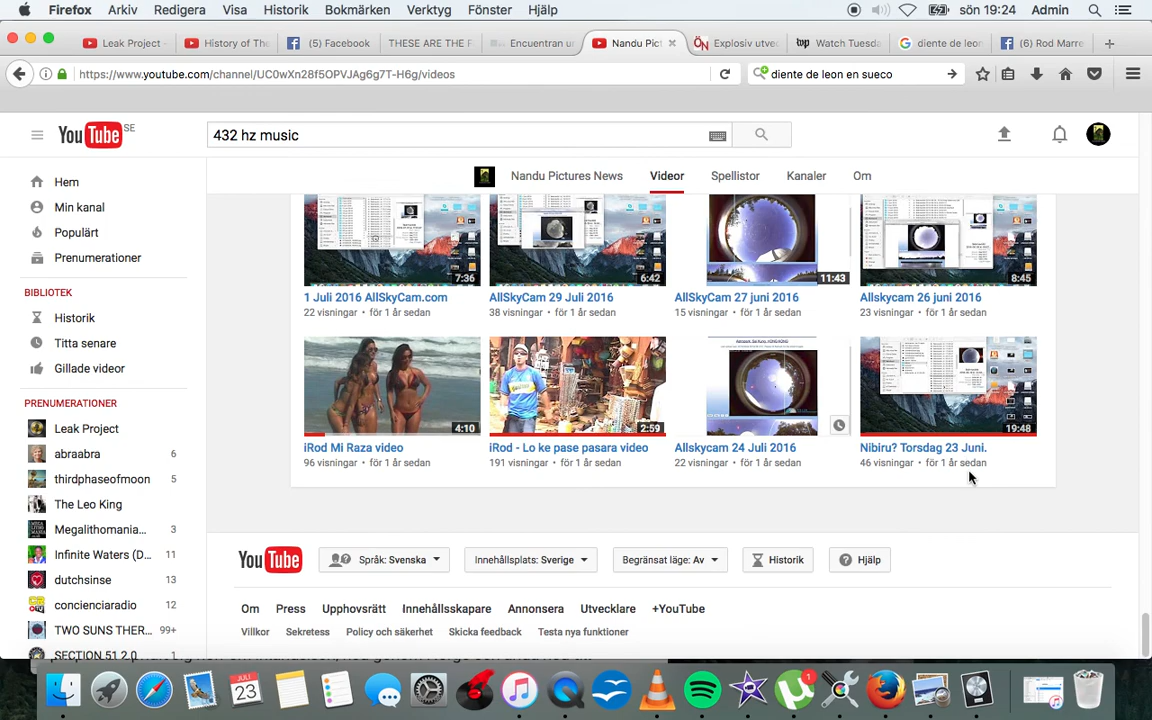 Firefox Arkiv Redigera Visa Historik Bokmärken Verktyg Fönster Hjälp sön 19:24 Admin
Leak Project - History of The (5) Facebook THESE ARE THE F Encuentran un Nandu Pict Explosiv utvec wp Watch Tuesda diente de leon (6) Rod Marre
https://www.youtube.com/channel/UC0wXn28f5OPVJAg6g7T-H6g/videos diente de leon en sueco
YouTube SE 432 hz music
Nandu Pictures News Videor Spellistor Kanaler Om
Hem
Min kanal
Populärt
Prenumerationer
BIBLIOTEK
Historik
Titta senare
Gillade videor
PRENUMERATIONER
Leak Project
abraabra 6
thirdphaseofmoon 5
The Leo King
Megalithomania... 3
Infinite Waters (D... 11
dutchsinse 13
concienciaradio 12
TWO SUNS THER... 99+
SECTION 51 2.0 1
7:36 6:42 11:43 8:45
1 Juli 2016 AllSkyCam.com AllSkyCam 29 Juli 2016 AllSkyCam 27 juni 2016 Allskycam 26 juni 2016
22 visningar • för 1 år sedan 38 visningar • för 1 år sedan 15 visningar • för 1 år sedan 23 visningar • för 1 år sedan
4:10 2:59 19:48
iRod Mi Raza video iRod - Lo ke pase pasara video Allskycam 24 Juli 2016 Nibiru? Torsdag 23 Juni.
96 visningar • för 1 år sedan 191 visningar • för 1 år sedan 22 visningar • för 1 år sedan 46 visningar • för 1 år sedan
YouTube Språk: Svenska Innehållsplats: Sverige Begränsat läge: Av Historik Hjälp
Om Press Upphovsrätt Innehållsskapare Annonsera Utvecklare +YouTube
Villkor Sekretess Policy och säkerhet Skicka feedback Testa nya funktioner
JULI
23
1